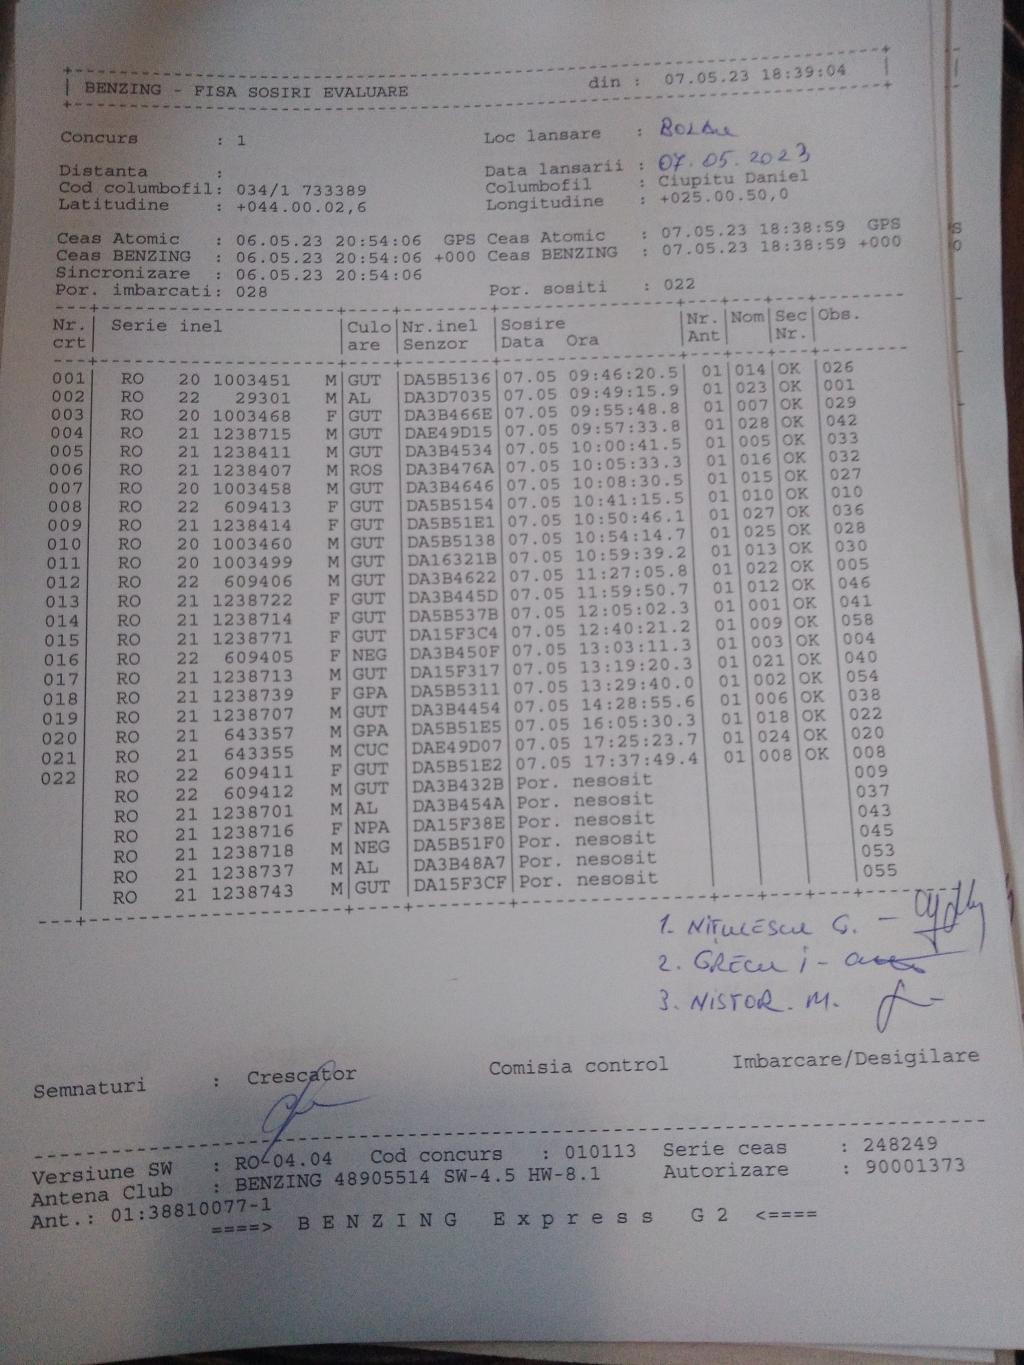 BENZING - FISA SOSIRI EVALUARE din : 07.05.23 18:39:04
Concurs : 1 Loc lansare :
Distanta : Data lansarii : 07.05.2023
Cod columbofil: 034/1 733389 Columbofil : Ciupitu Daniel
Latitudine : +044.00.02,6 Longitudine : +025.00.50,0
Ceas Atomic : 06.05.23 20:54:06 GPS Ceas Atomic : 07.05.23 18:38:59 GPS
Ceas BENZING : 06.05.23 20:54:06 +000 Ceas BENZING : 07.05.23 18:38:59 +000
Sincronizare : 06.05.23 20:54:06
Por. imbarcati: 028 Por. sositi : 022
Nr. Serie inel Culo Nr.inel Sosire Nr. Nom Sec Obs.
crt are Senzor Data Ora Ant Nr.
001 RO 20 1003451 M GUT DA5B5136 07.05 09:46:20.5 01 014 OK 026
002 RO 22 29301 M AL DA3D7035 07.05 09:49:15.9 01 023 OK 001
003 RO 20 1003468 F GUT DA3B466E 07.05 09:55:48.8 01 007 OK 029
004 RO 21 1238715 M GUT DAE49D15 07.05 09:57:33.8 01 028 OK 042
005 RO 21 1238411 M GUT DA3B4534 07.05 10:00:41.5 01 005 OK 033
006 RO 21 1238407 M ROS DA3B476A 07.05 10:05:33.3 01 016 OK 032
007 RO 20 1003458 M GUT DA3B4646 07.05 10:08:30.5 01 015 OK 027
008 RO 22 609413 F GUT DA5B5154 07.05 10:41:15.5 01 010 OK 010
009 RO 21 1238414 F GUT DA5B51E1 07.05 10:50:46.1 01 027 OK 036
010 RO 20 1003460 M GUT DA5B5138 07.05 10:54:14.7 01 025 OK 028
011 RO 20 1003499 M GUT DA16321B 07.05 10:59:39.2 01 013 OK 030
012 RO 22 609406 M GUT DA3B4622 07.05 11:27:05.8 01 022 OK 005
013 RO 21 1238722 F GUT DA3B445D 07.05 11:59:50.7 01 012 OK 046
014 RO 21 1238714 F GUT DA5B537B 07.05 12:05:02.3 01 001 OK 041
015 RO 21 1238771 F GUT DA15F3C4 07.05 12:40:21.2 01 009 OK 058
016 RO 22 609405 F NEG DA3B450F 07.05 13:03:11.3 01 003 OK 004
017 RO 21 1238713 M GUT DA15F317 07.05 13:19:20.3 01 021 OK 040
018 RO 21 1238739 F GPA DA5B5311 07.05 13:29:40.0 01 002 OK 054
019 RO 21 1238707 M GUT DA3B4454 07.05 14:28:55.6 01 006 OK 038
020 RO 21 643357 M GPA DA5B51E5 07.05 16:05:30.3 01 018 OK 022
021 RO 21 643355 M CUC DAE49D07 07.05 17:25:23.7 01 024 OK 020
022 RO 22 609411 F GUT DA5B51E2 07.05 17:37:49.4 01 008 OK 008
RO 22 609412 M GUT DA3B432B Por. nesosit 009
RO 21 1238701 M AL DA3B454A Por. nesosit 037
RO 21 1238716 F NPA DA15F38E Por. nesosit 043
RO 21 1238718 M NEG DA5B51F0 Por. nesosit 045
RO 21 1238737 M AL DA3B48A7 Por. nesosit 053
RO 21 1238743 M GUT DA15F3CF Por. nesosit 055
1. NIȚULESCU G. -
2. GRECU i -
3. NISTOR. M.
Semnaturi : Crescator Comisia control Imbarcare/Desigilare
Versiune SW : RO-04.04 Cod concurs : 010113 Serie ceas : 248249
Antena Club : BENZING 48905514 SW-4.5 HW-8.1 Autorizare : 90001373
Ant.: 01:38810077-1
====> B E N Z I N G E x p r e s s G 2 <====